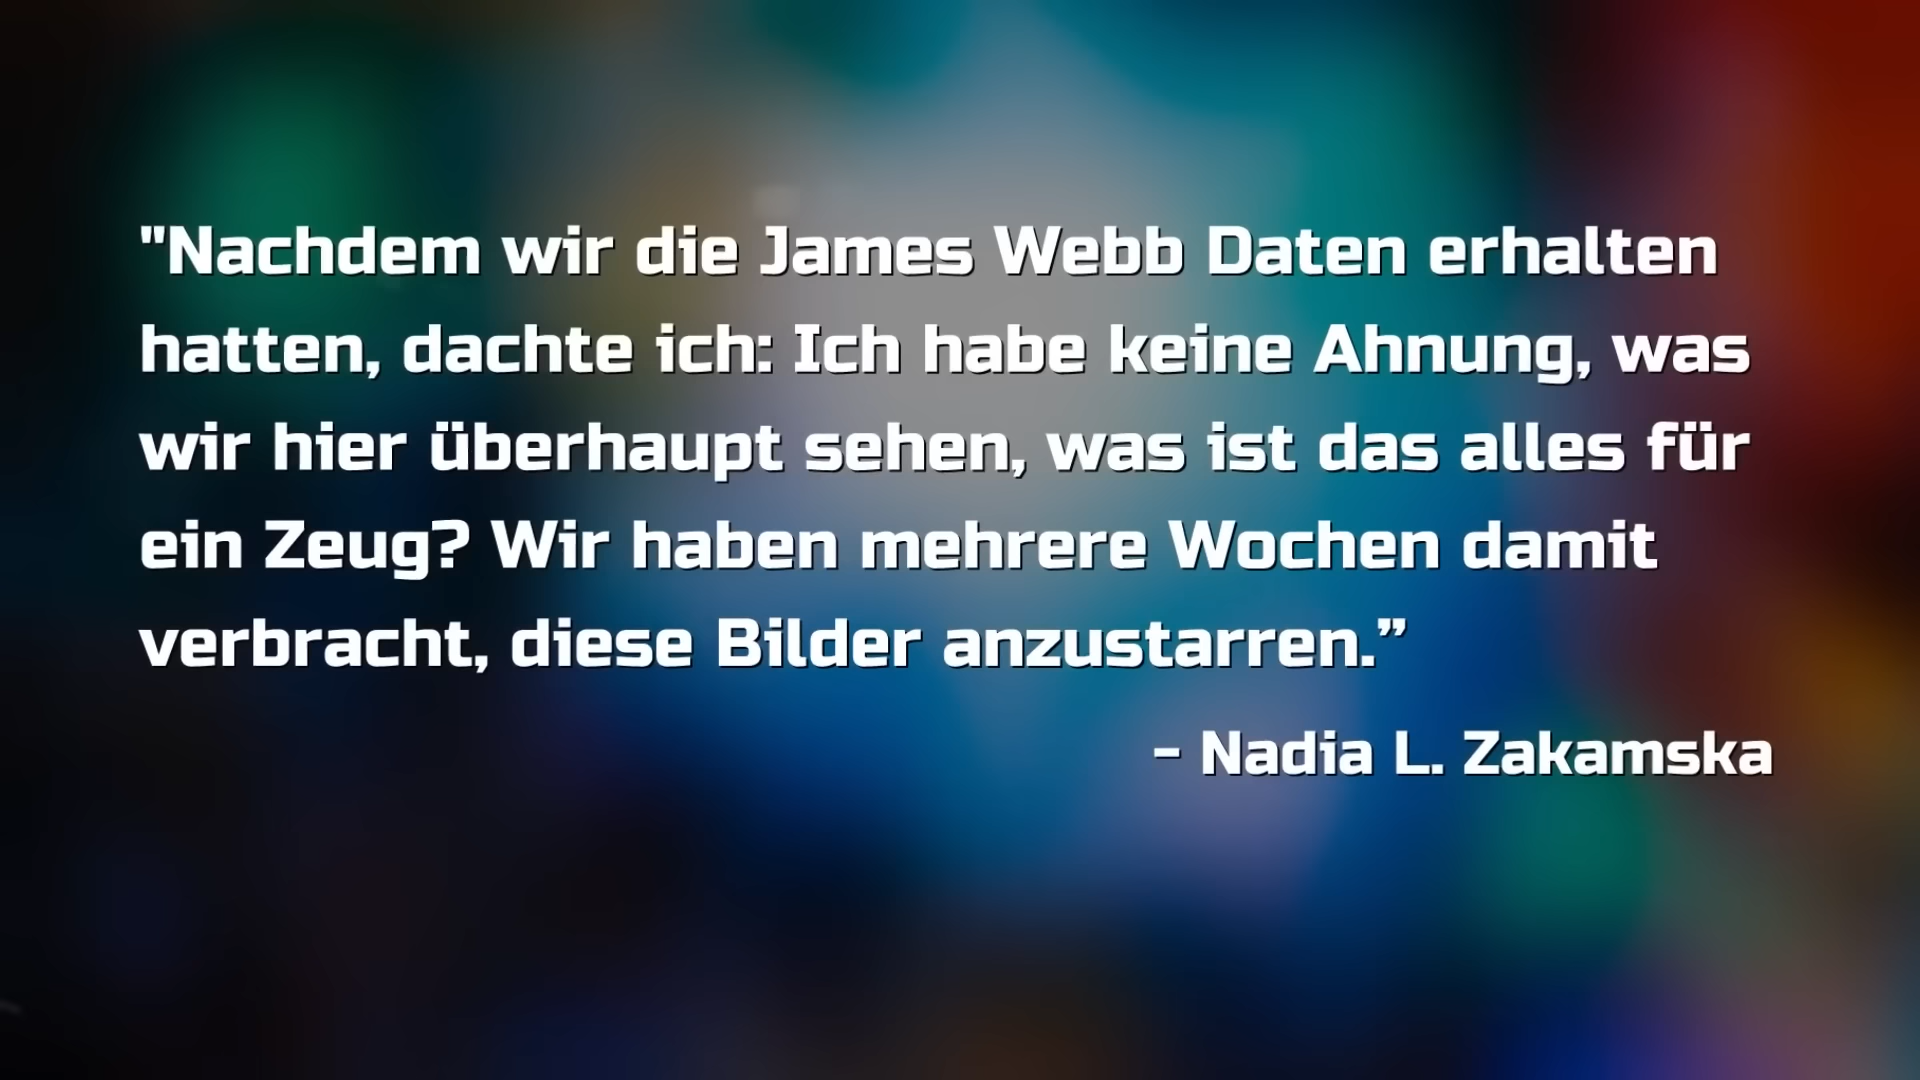 "Nachdem wir die James Webb Daten erhalten
hatten, dachte ich: Ich habe keine Ahnung, was
wir hier überhaupt sehen, was ist das alles für
ein Zeug? Wir haben mehrere Wochen damit
verbracht, diese Bilder anzustarren.”
- Nadia L. Zakamska